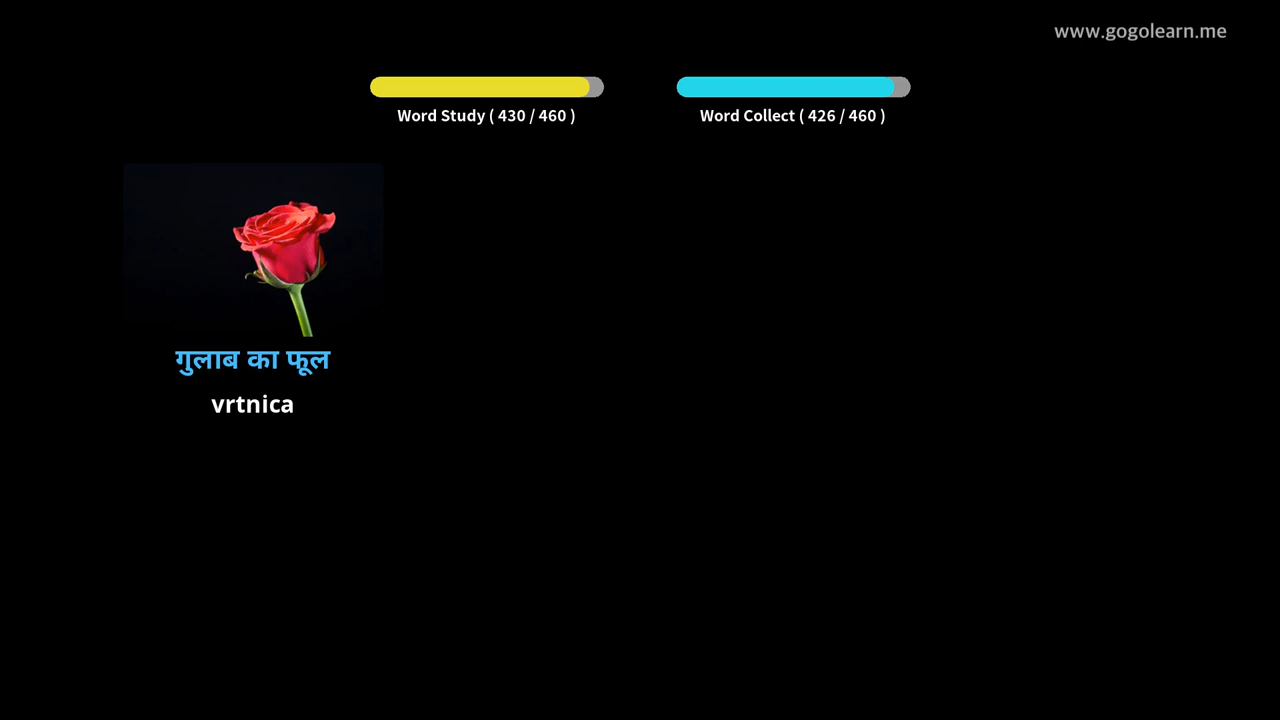 www.gogolearn.me
Word Study ( 430 / 460 )
Word Collect ( 426 / 460 )
गुलाब का फूल
vrtnica